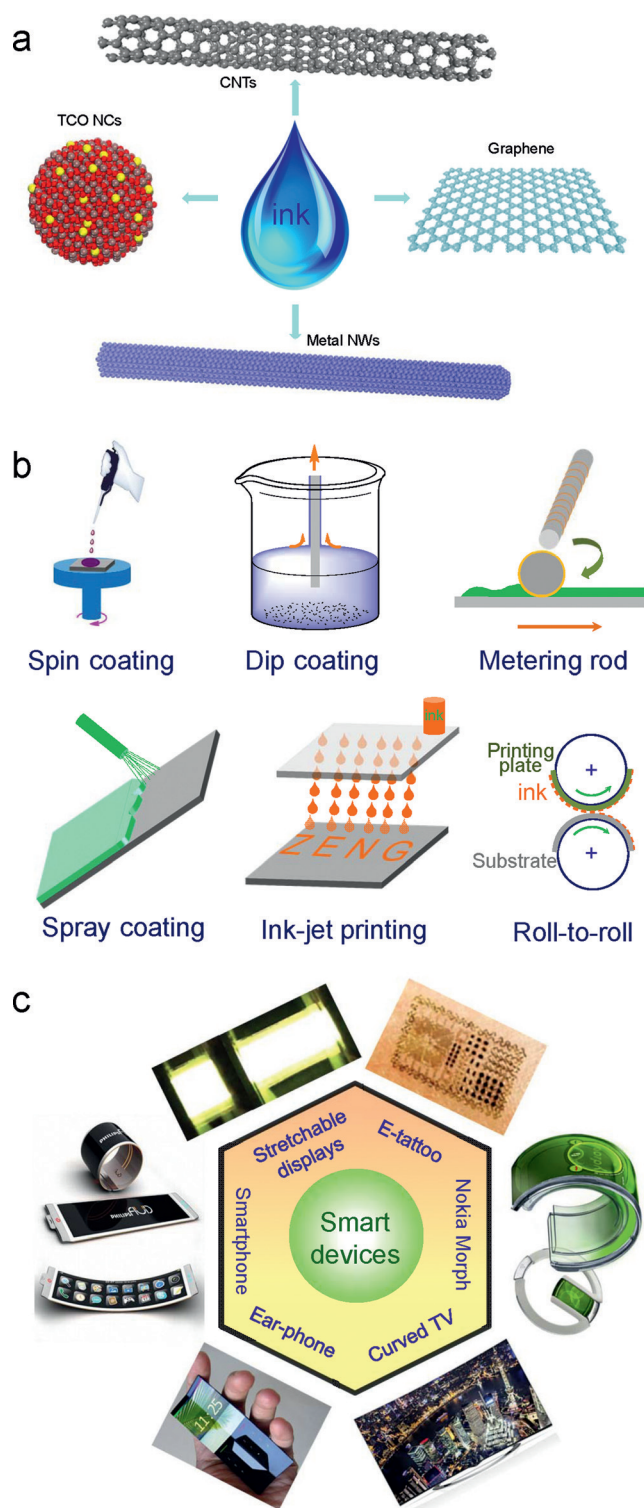 a
CNTs
TCO NCs
Graphene
ink
Metal NWs
b
Spin coating
Dip coating
Metering rod
ink
Printing
plate
ink
Substrate
ZENG
Spray coating
Ink-jet printing
Roll-to-roll
c
Stretchable
displays
E-tattoo
Smartphone
Nokia Morph
Smart
devices
Ear-phone
Curved TV
PHILIPS
11:25